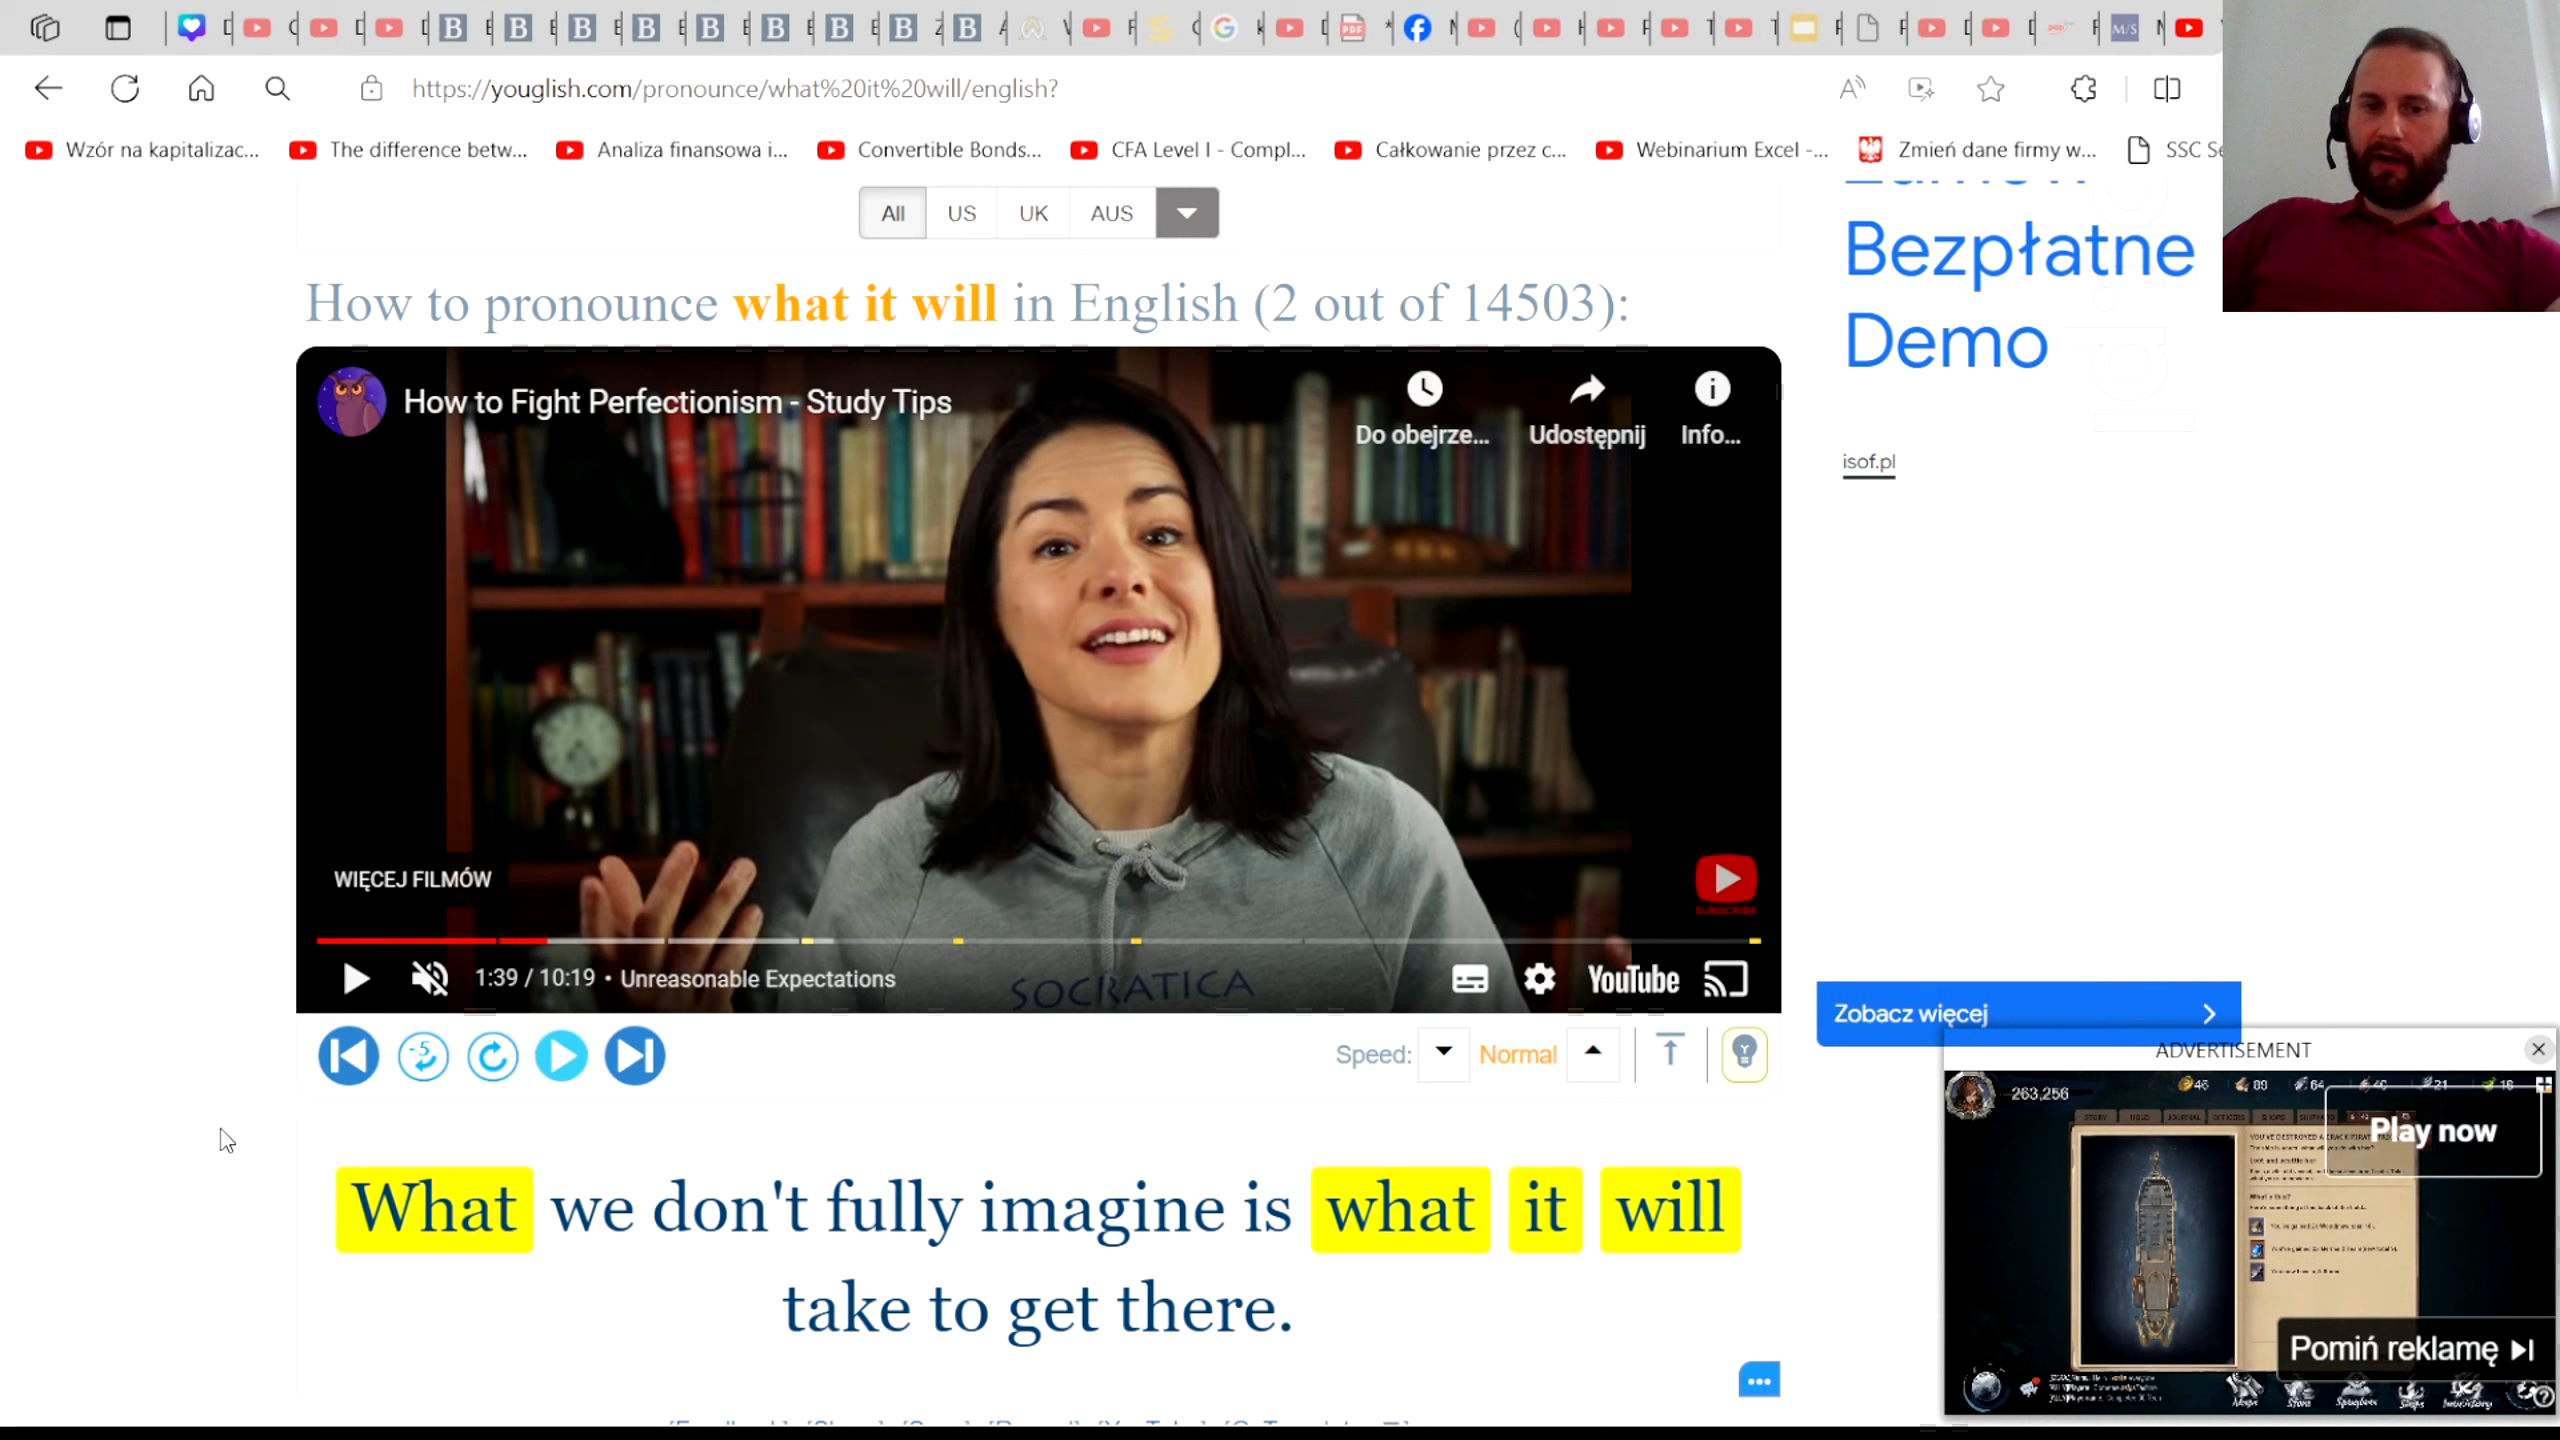 https://youglish.com/pronounce/what%20it%20will/english?
Wzór na kapitalizac...
The difference betw...
Analiza finansowa i...
Convertible Bonds...
CFA Level I - Compl...
Całkowanie przez c...
Webinarium Excel -...
Zmień dane firmy w...
SSC
All
US
UK
AUS
Bezpłatne
Demo
isof.pl
How to pronounce what it will in English (2 out of 14503):
How to Fight Perfectionism - Study Tips
Do obejrze...
Udostępnij
Info...
WIĘCEJ FILMÓW
SUBSCRIBE
SOCRATICA
1:39 / 10:19 • Unreasonable Expectations
YouTube
-5
Speed:
Normal
Zobacz więcej
ADVERTISEMENT
263,256
Play now
Pomiń reklamę
What we don't fully imagine is what it will
take to get there.